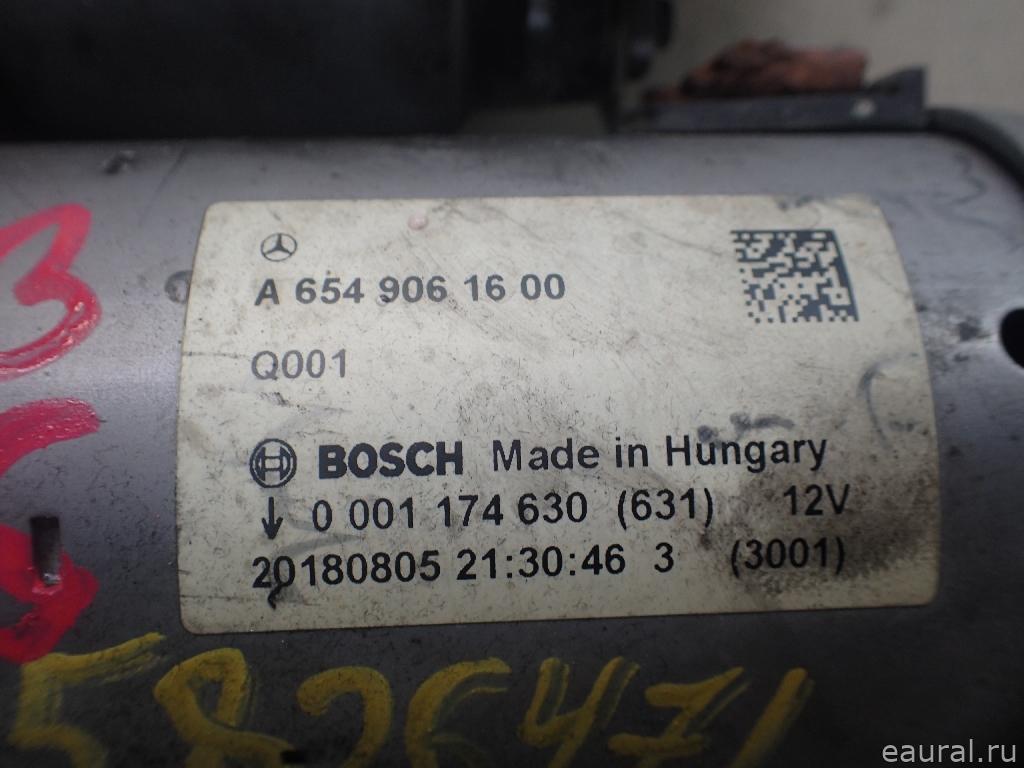 A 654 906 16 00
Q001
BOSCH Made in Hungary
0 001 174 630 (631) 12V
20180805 21:30:46 3 (3001)
5826471
eaural.ru